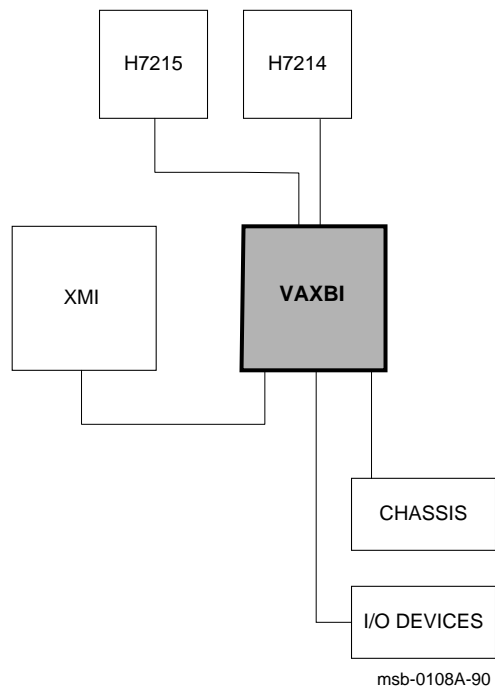 H7215
H7214
XMI
VAXBI
CHASSIS
I/O DEVICES
msb-0108A-90